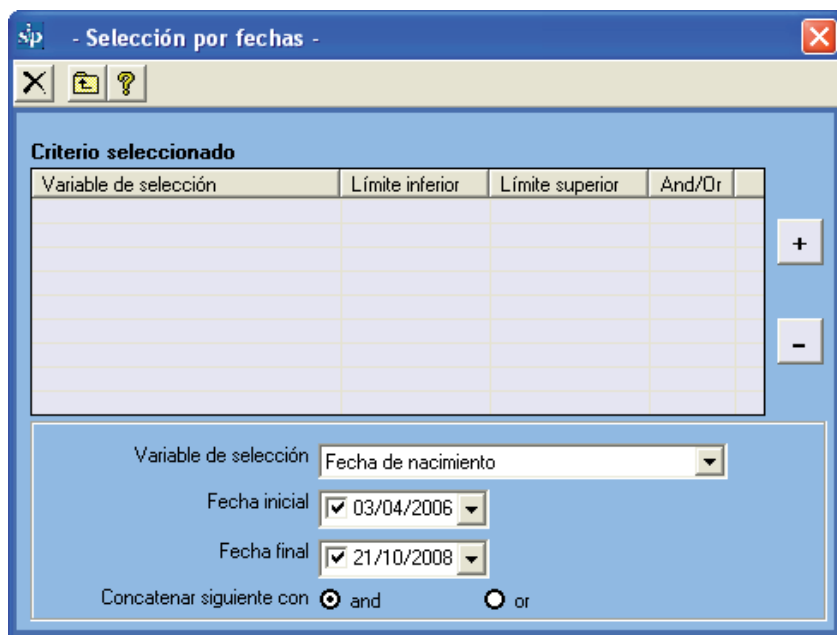 sip - Selección por fechas -
Criterio seleccionado
Variable de selección Límite inferior Límite superior And/Or
+
-
Variable de selección Fecha de nacimiento
Fecha inicial 03/04/2006
Fecha final 21/10/2008
Concatenar siguiente con and or